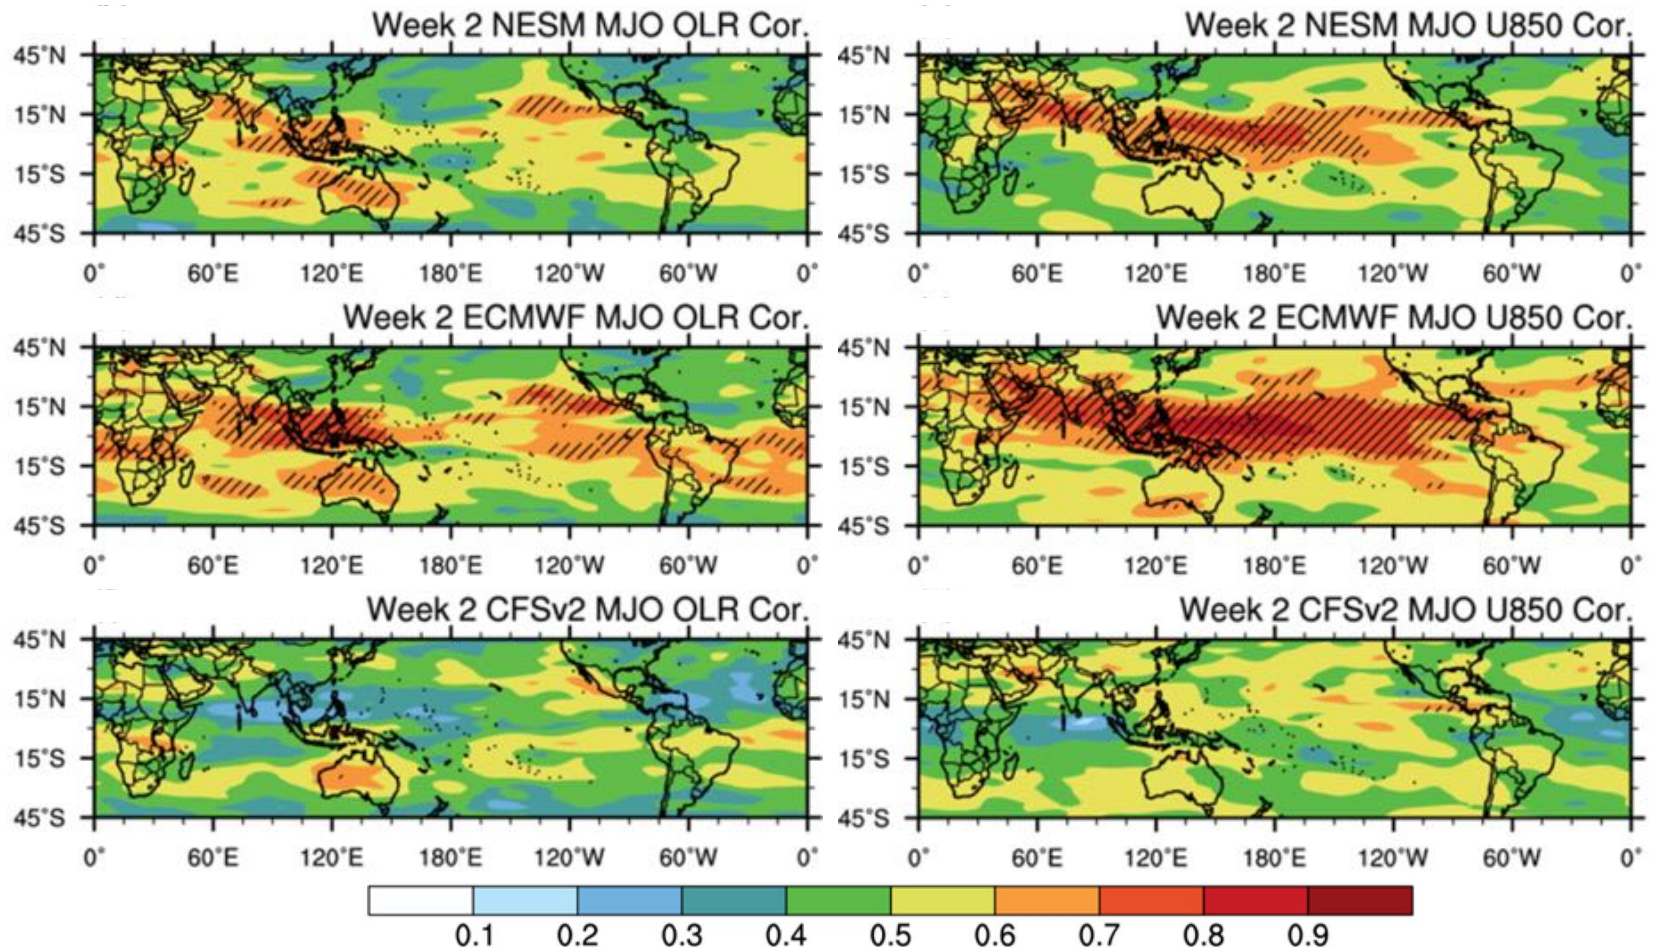 Week 2 NESM MJO OLR Cor.
45°N
15°N
15°S
45°S
0° 60°E 120°E 180°E 120°W 60°W 0°
Week 2 NESM MJO U850 Cor.
45°N
15°N
15°S
45°S
0° 60°E 120°E 180°E 120°W 60°W 0°
Week 2 ECMWF MJO OLR Cor.
45°N
15°N
15°S
45°S
0° 60°E 120°E 180°E 120°W 60°W 0°
Week 2 ECMWF MJO U850 Cor.
45°N
15°N
15°S
45°S
0° 60°E 120°E 180°E 120°W 60°W 0°
Week 2 CFSv2 MJO OLR Cor.
45°N
15°N
15°S
45°S
0° 60°E 120°E 180°E 120°W 60°W 0°
Week 2 CFSv2 MJO U850 Cor.
45°N
15°N
15°S
45°S
0° 60°E 120°E 180°E 120°W 60°W 0°
0.1 0.2 0.3 0.4 0.5 0.6 0.7 0.8 0.9